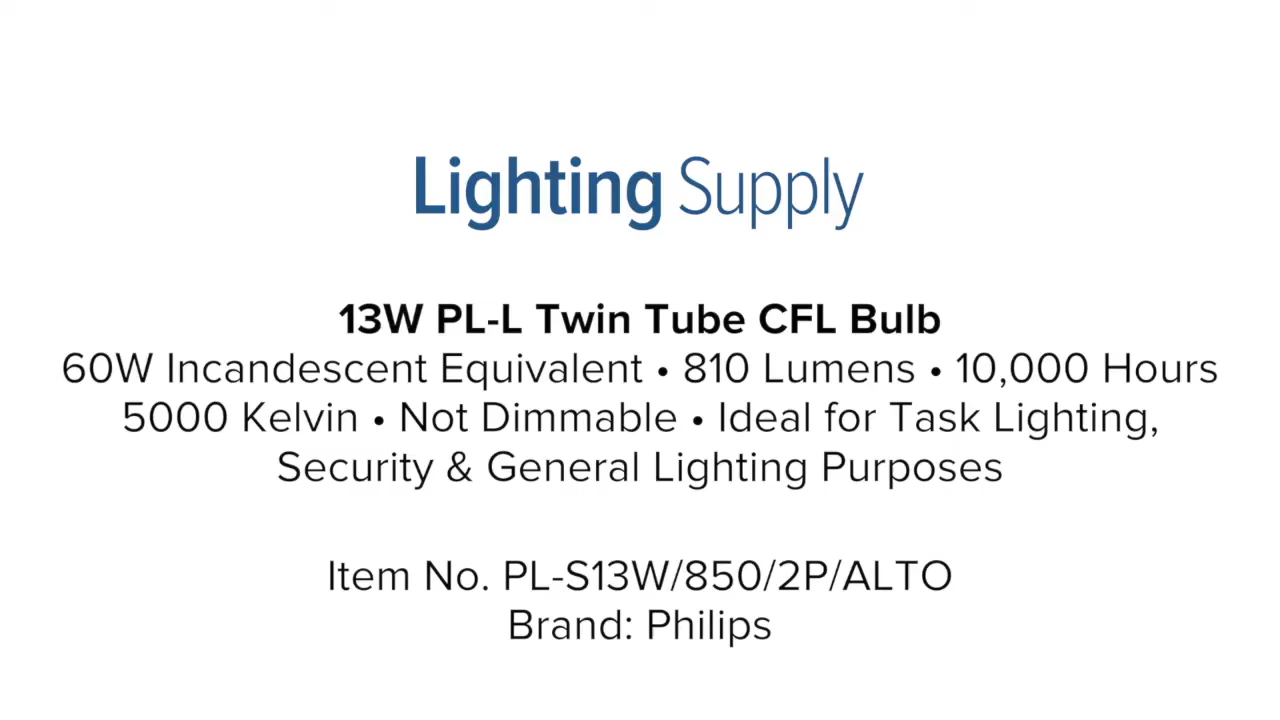 Lighting Supply
13W PL-L Twin Tube CFL Bulb
60W Incandescent Equivalent • 810 Lumens • 10,000 Hours
5000 Kelvin • Not Dimmable • Ideal for Task Lighting,
Security & General Lighting Purposes
Item No. PL-S13W/850/2P/ALTO
Brand: Philips